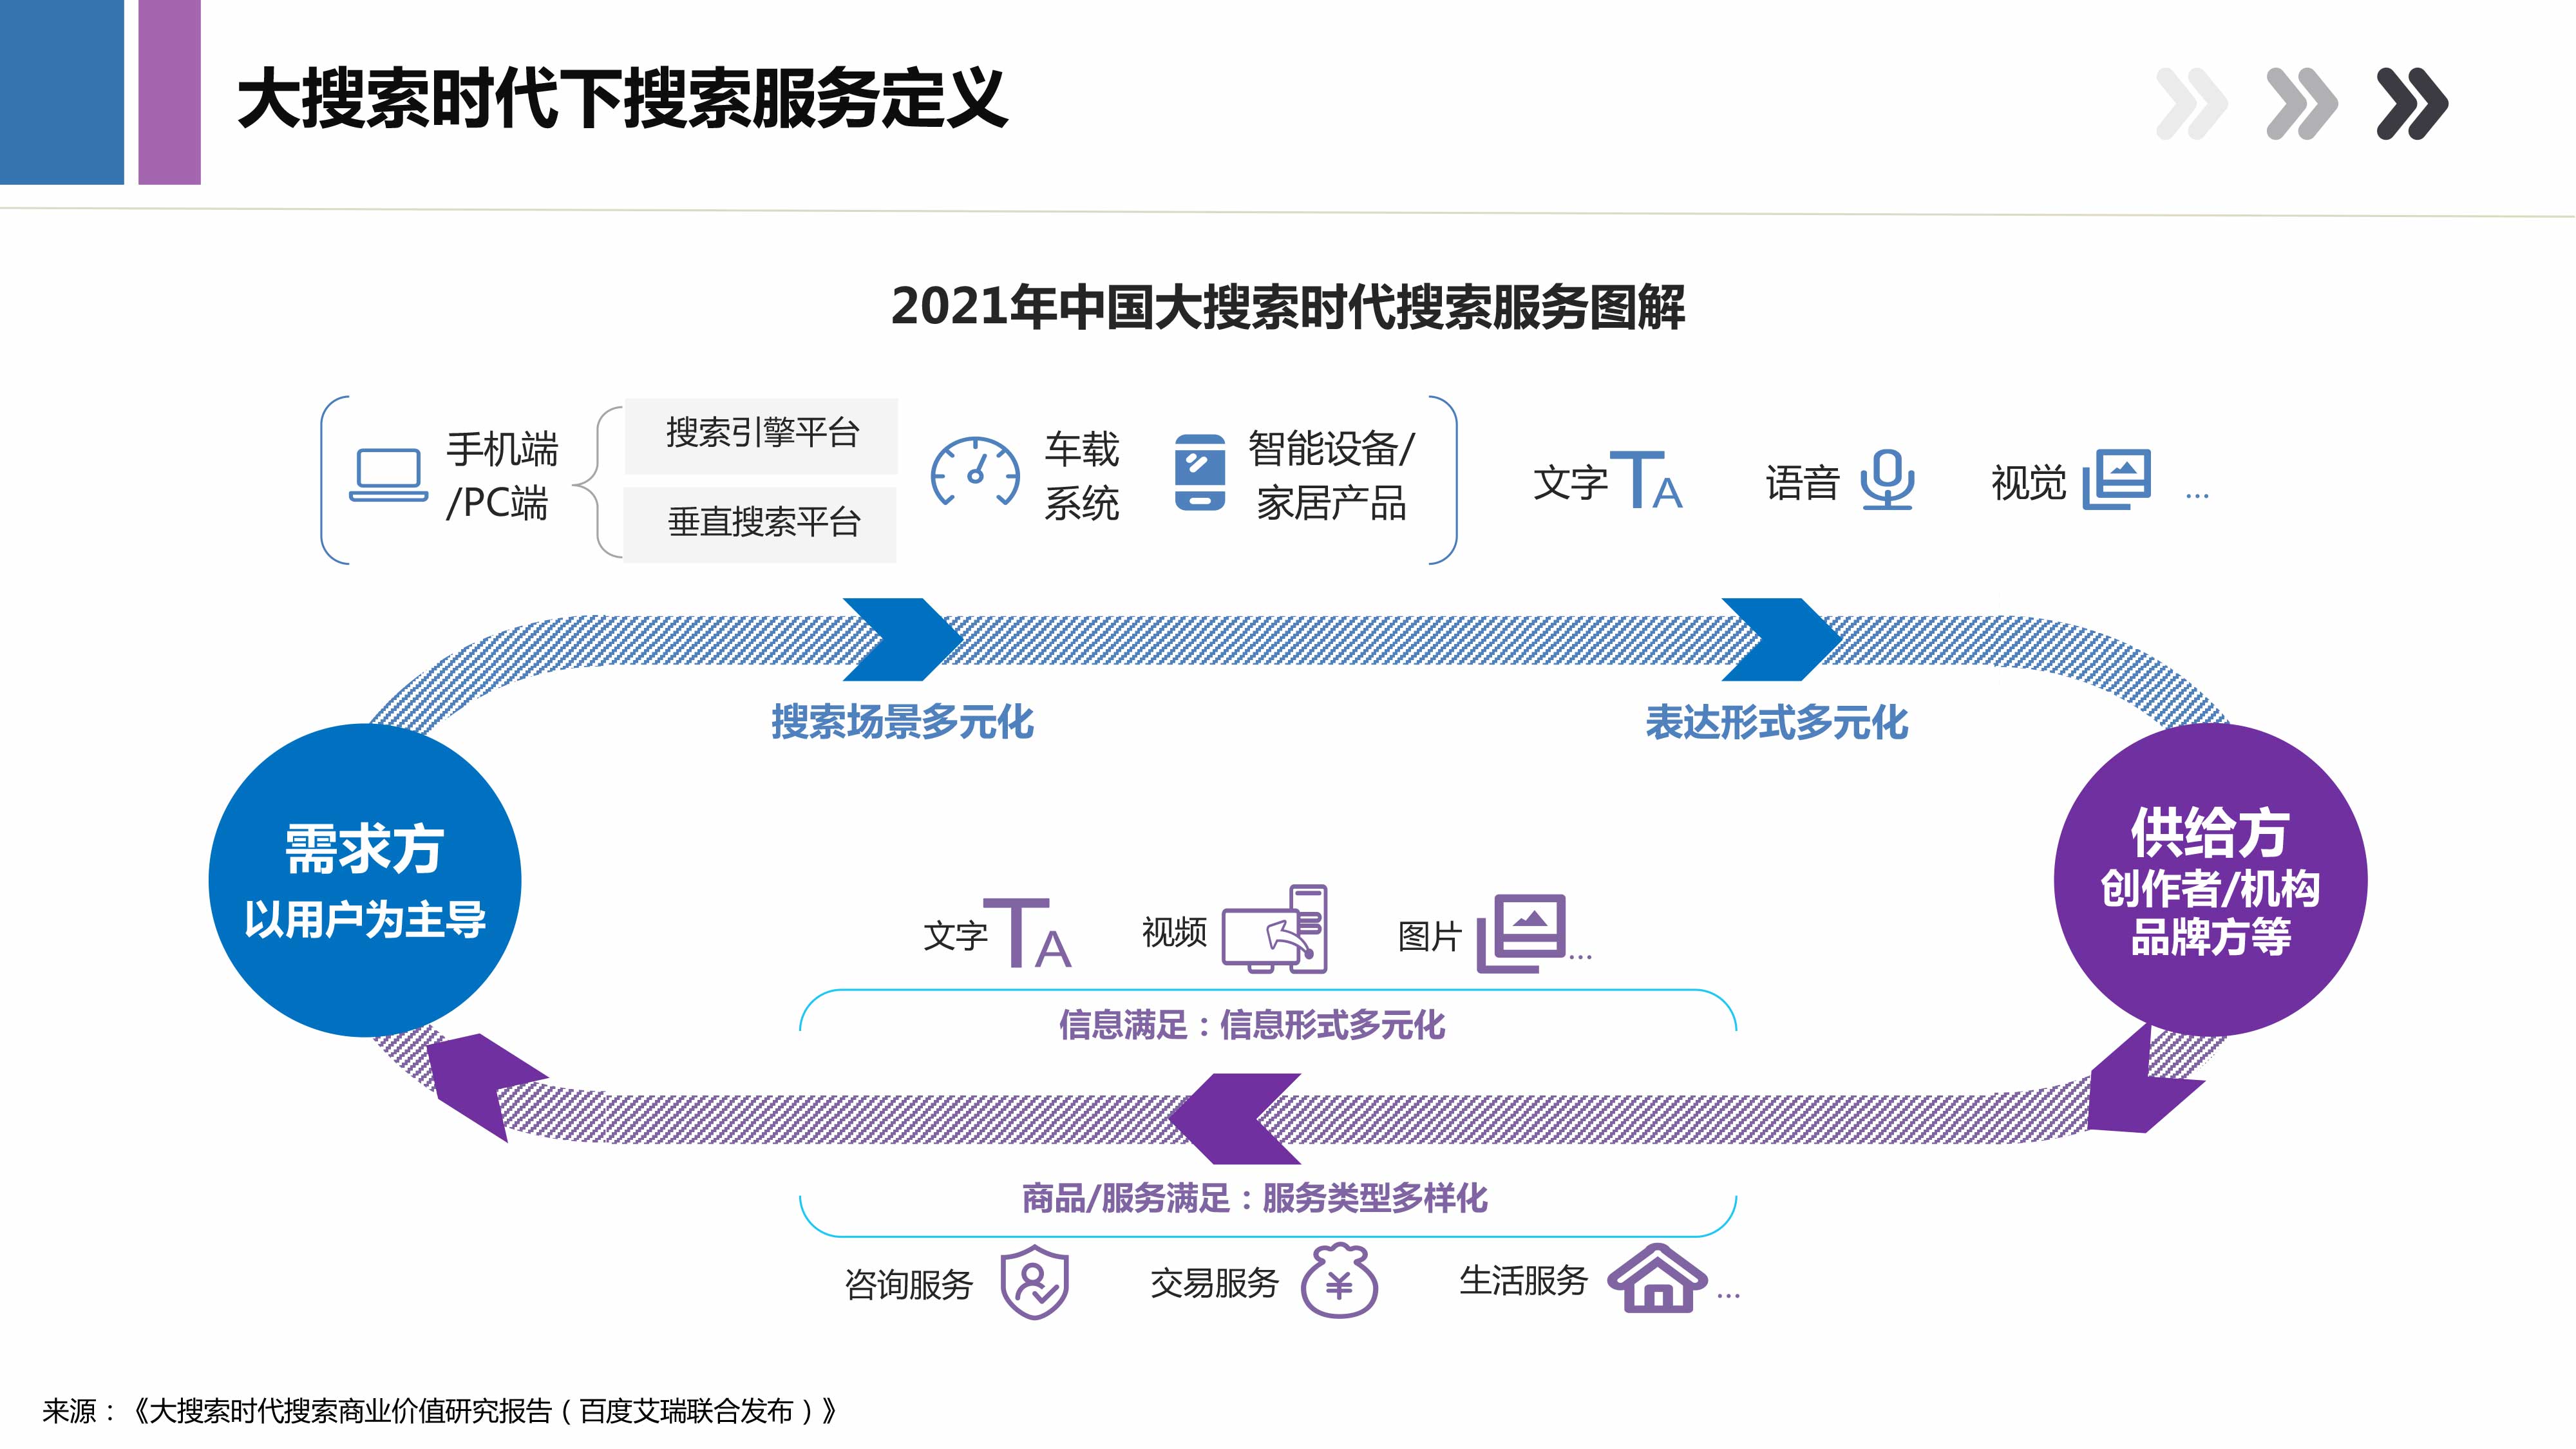 大搜索时代下搜索服务定义
2021年中国大搜索时代搜索服务图解
手机端
/PC端
搜索引擎平台
垂直搜索平台
车载
系统
智能设备/
家居产品
文字
语音
视觉
...
搜索场景多元化
表达形式多元化
需求方
以用户为主导
供给方
创作者/机构
品牌方等
文字
视频
图片
...
信息满足：信息形式多元化
商品/服务满足：服务类型多样化
咨询服务
交易服务
生活服务
...
来源：《大搜索时代搜索商业价值研究报告（百度艾瑞联合发布）》